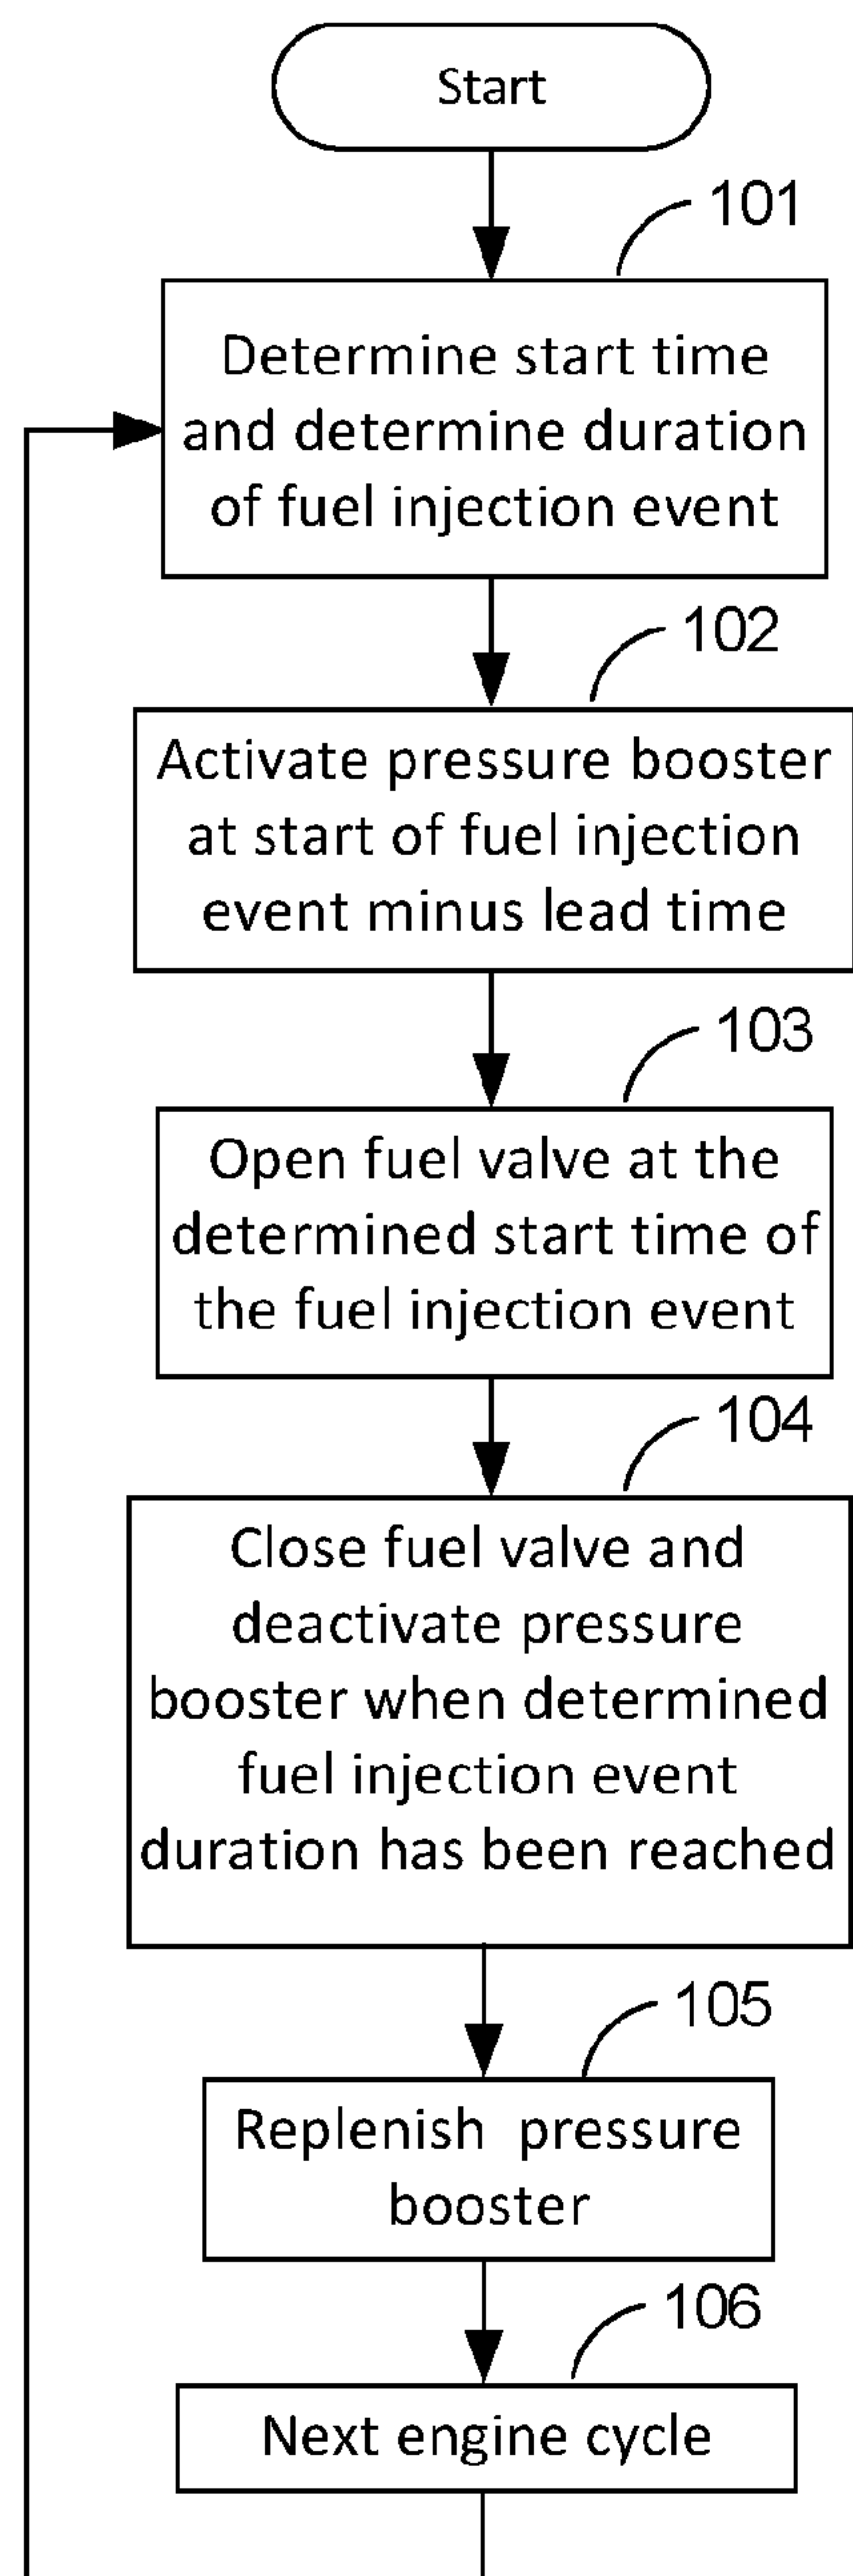 Start
101
Determine start time
and determine duration
of fuel injection event
102
Activate pressure booster
at start of fuel injection
event minus lead time
103
Open fuel valve at the
determined start time of
the fuel injection event
104
Close fuel valve and
deactivate pressure
booster when determined
fuel injection event
duration has been reached
105
Replenish pressure
booster
106
Next engine cycle